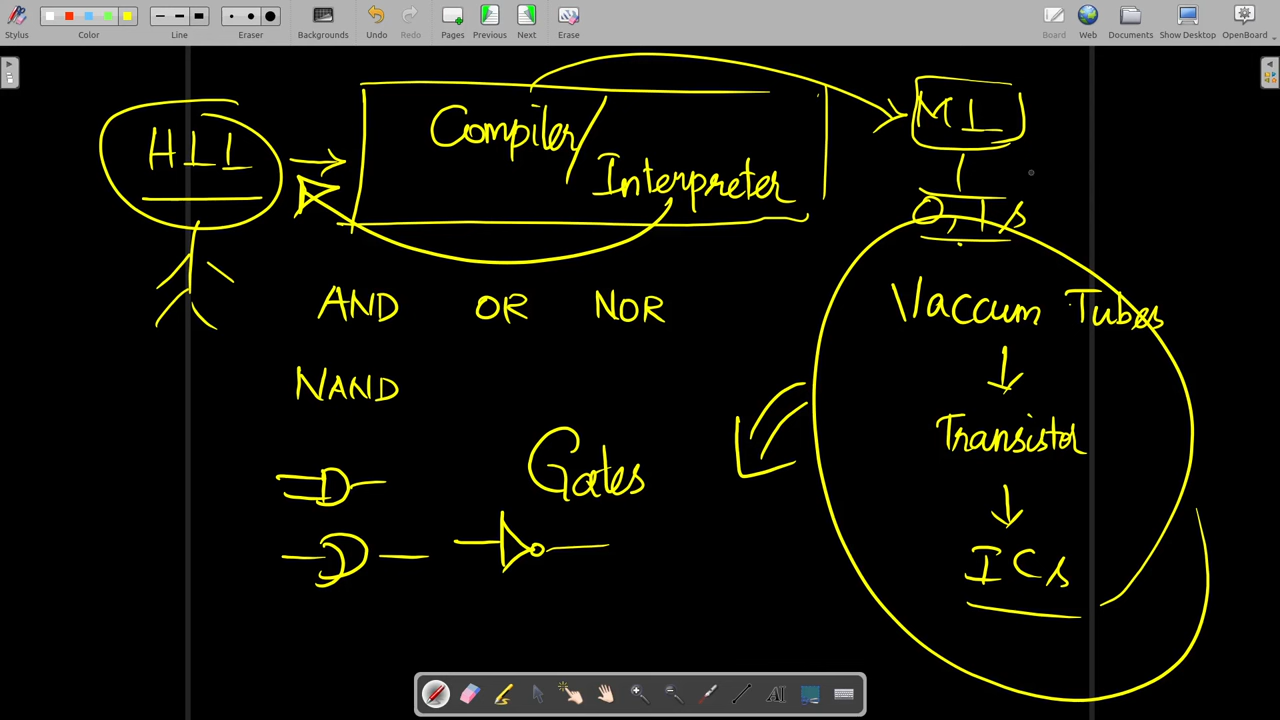 Stylus Color Line Eraser Backgrounds Undo Redo Pages Previous Next Erase Board Web Documents Show Desktop OpenBoard
HLL
Compiler/
Interpreter
ML
0,1s
AND OR NOR
NAND
Gates
Vaccum Tubes
Transistor
ICs